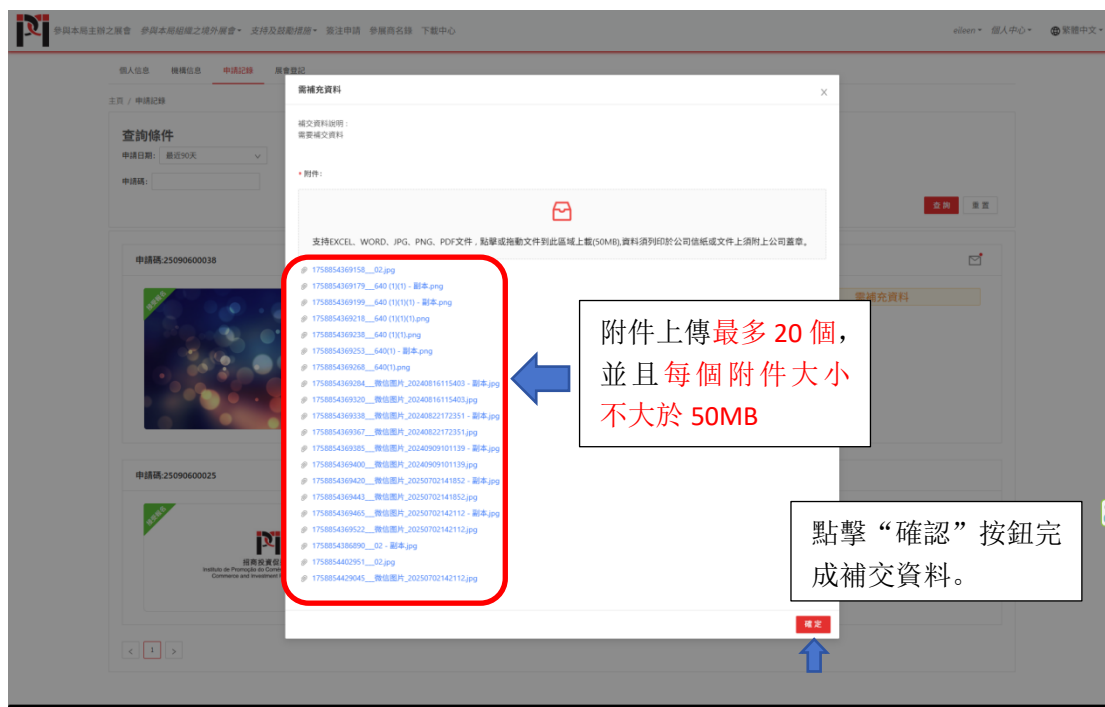 參與本局主辦之展會 參與本局組織之境外展會 支持及鼓勵措施 簽注申請 參展商名錄 下載中心 eileen 個人中心 繁體中文
個人信息 機構信息 申請記錄 展會登記
主頁 / 申請記錄
查詢條件
申請日期: 最近90天
申請碼:
查 詢 重 置
申請碼:25090600038
需補充資料
申請碼:25090600025
招商投資促
Instituto de Promoção do Comé
Commerce and Investment
< 1 >
需補充資料
補交資料說明 :
需要補交資料
* 附件:
支持EXCEL、WORD、JPG、PNG、PDF文件，點擊或拖動文件到此區域上載(50MB),資料須列印於公司信紙或文件上須附上公司蓋章。
1758854369158__02.jpg
1758854369179__640 (1)(1) - 副本.png
1758854369199__640 (1)(1)(1) - 副本.png
1758854369218__640 (1)(1)(1).png
1758854369238__640 (1)(1).png
1758854369253__640(1) - 副本.png
1758854369268__640(1).png
1758854369284__微信图片_20240816115403 - 副本.jpg
1758854369320__微信图片_20240816115403.jpg
1758854369338__微信图片_20240822172351 - 副本.jpg
1758854369367__微信图片_20240822172351.jpg
1758854369385__微信图片_20240909101139 - 副本.jpg
1758854369400__微信图片_20240909101139.jpg
1758854369420__微信图片_20250702141852 - 副本.jpg
1758854369443__微信图片_20250702141852.jpg
1758854369465__微信图片_20250702142112 - 副本.jpg
1758854369522__微信图片_20250702142112.jpg
1758854386890__02 - 副本.jpg
1758854402951__02.jpg
1758854429045__微信图片_20250702142112.jpg
確 定
附件上傳最多 20 個，
並且每個附件大小
不大於 50MB
點擊“確認”按鈕完
成補交資料。